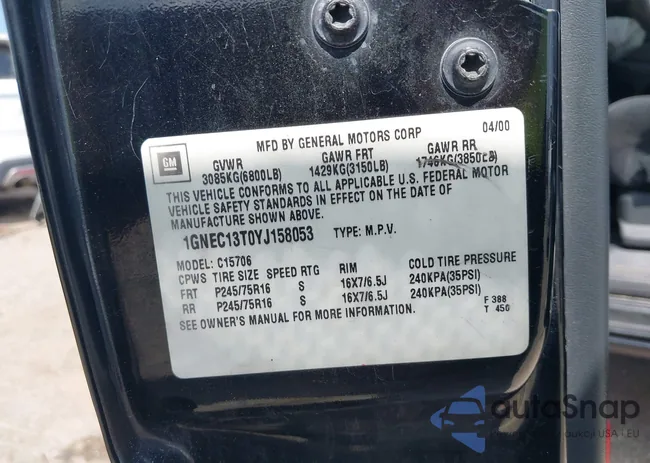 MFD BY GENERAL MOTORS CORP 04/00
GM
GVWR GAWR FRT GAWR RR
3085KG(6800LB) 1429KG(3150LB) 1746KG(3850LB)
THIS VEHICLE CONFORMS TO ALL APPLICABLE U.S. FEDERAL MOTOR
VEHICLE SAFETY STANDARDS IN EFFECT ON THE DATE OF
MANUFACTURE SHOWN ABOVE.
1GNEC13T0YJ158053 TYPE: M.P.V.
MODEL: C15706
CPWS TIRE SIZE SPEED RTG RIM COLD TIRE PRESSURE
FRT P245/75R16 S 16X7/6.5J 240KPA(35PSI)
RR P245/75R16 S 16X7/6.5J 240KPA(35PSI)
SEE OWNER'S MANUAL FOR MORE INFORMATION.
F 388
T 450
autoSnap
aukcji USA i EU